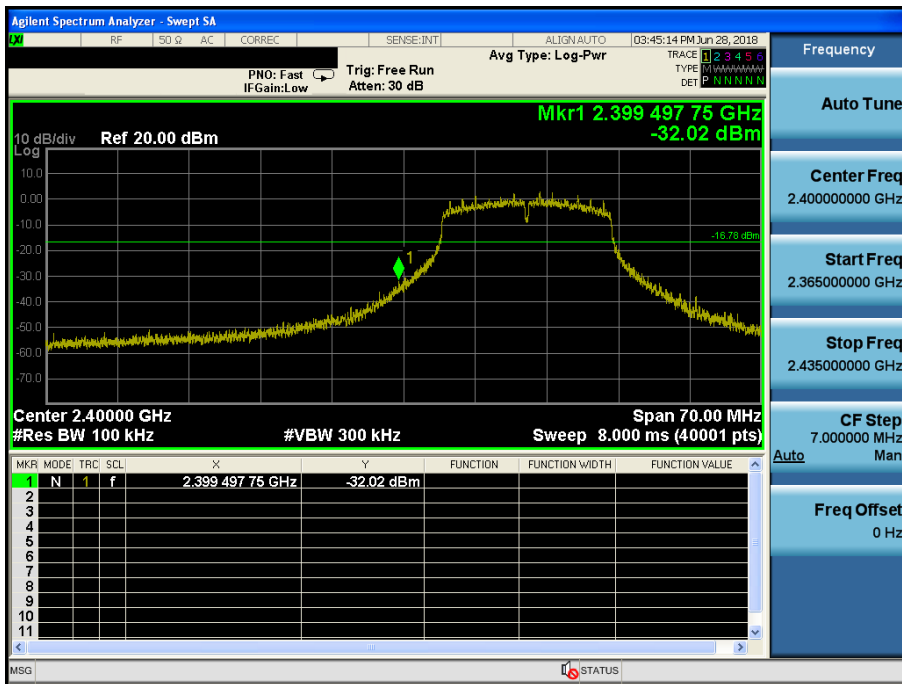 Agilent Spectrum Analyzer - Swept SA
LXI RF 50 Ω AC CORREC SENSE:INT ALIGN AUTO 03:45:14 PM Jun 28, 2018
PNO: Fast
IFGain:Low
Trig: Free Run
Atten: 30 dB
Avg Type: Log-Pwr
TRACE 1 2 3 4 5 6
TYPE M W W W W W
DET P N N N N N
Mkr1 2.399 497 75 GHz
-32.02 dBm
10 dB/div Ref 20.00 dBm
Log
10.0
0.00
-10.0
-20.0
-30.0
-40.0
-50.0
-60.0
-70.0
-16.78 dBm
1
Center 2.40000 GHz Span 70.00 MHz
#Res BW 100 kHz #VBW 300 kHz Sweep 8.000 ms (40001 pts)
MKR MODE TRC SCL X Y FUNCTION FUNCTION WIDTH FUNCTION VALUE
1 N 1 f 2.399 497 75 GHz -32.02 dBm
2
3
4
5
6
7
8
9
10
11
MSG STATUS
Frequency
Auto Tune
Center Freq
2.400000000 GHz
Start Freq
2.365000000 GHz
Stop Freq
2.435000000 GHz
CF Step
7.000000 MHz
Auto Man
Freq Offset
0 Hz